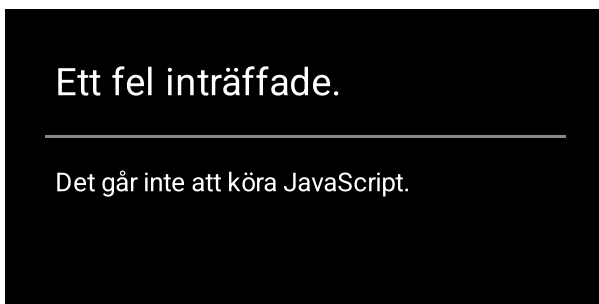 Ett fel inträffade.
Det går inte att köra JavaScript.